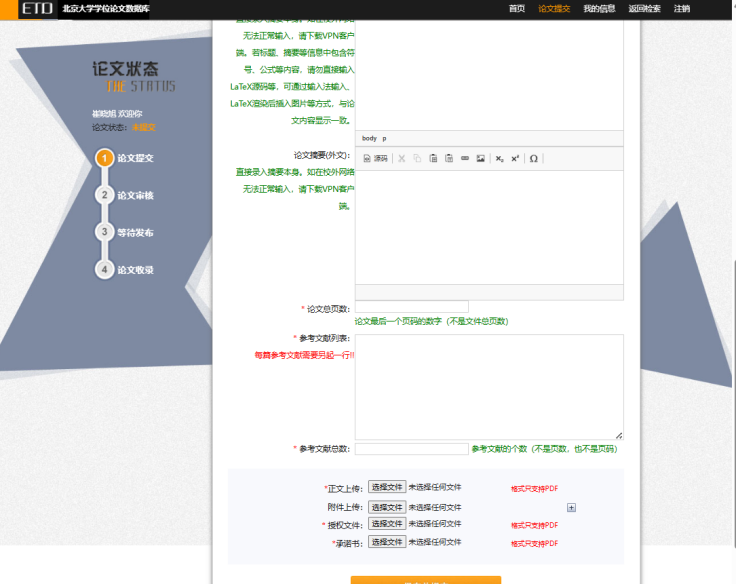 ETD 北京大学学位论文数据库
首页 论文提交 我的信息 返回检索 注销
论文状态
THE STATUS
崔晓旭 欢迎你
论文状态：未提交
1 论文提交
2 论文审核
3 等待发布
4 论文收录
无法正常输入，请下载VPN客户
端。若标题、摘要等信息中包含符
号、公式等内容，请勿直接输入
LaTeX源码等，可通过输入法输入、
LaTeX渲染后插入图片等方式，与论
文内容显示一致。
body p
论文摘要(外文):
直接录入摘要本身。如在校外网络
无法正常输入，请下载VPN客户
端。
源码
* 论文总页数:
论文最后一个页码的数字（不是文件总页数）
* 参考文献列表:
每篇参考文献需要另起一行!!
* 参考文献总数:
参考文献的个数（不是页数，也不是页码）
*正文上传: 选择文件 未选择任何文件 格式只支持PDF
附件上传: 选择文件 未选择任何文件
* 授权文件: 选择文件 未选择任何文件 格式只支持PDF
*承诺书: 选择文件 未选择任何文件 格式只支持PDF